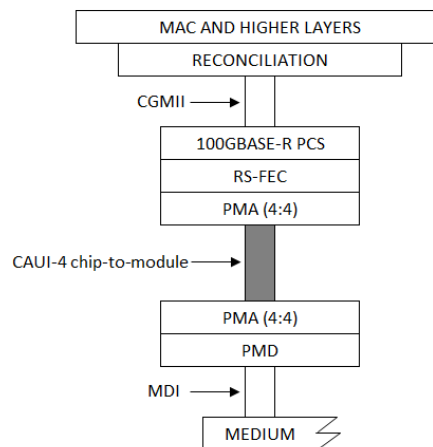 MAC AND HIGHER LAYERS
RECONCILIATION
CGMII
100GBASE-R PCS
RS-FEC
PMA (4:4)
CAUI-4 chip-to-module
PMA (4:4)
PMD
MDI
MEDIUM